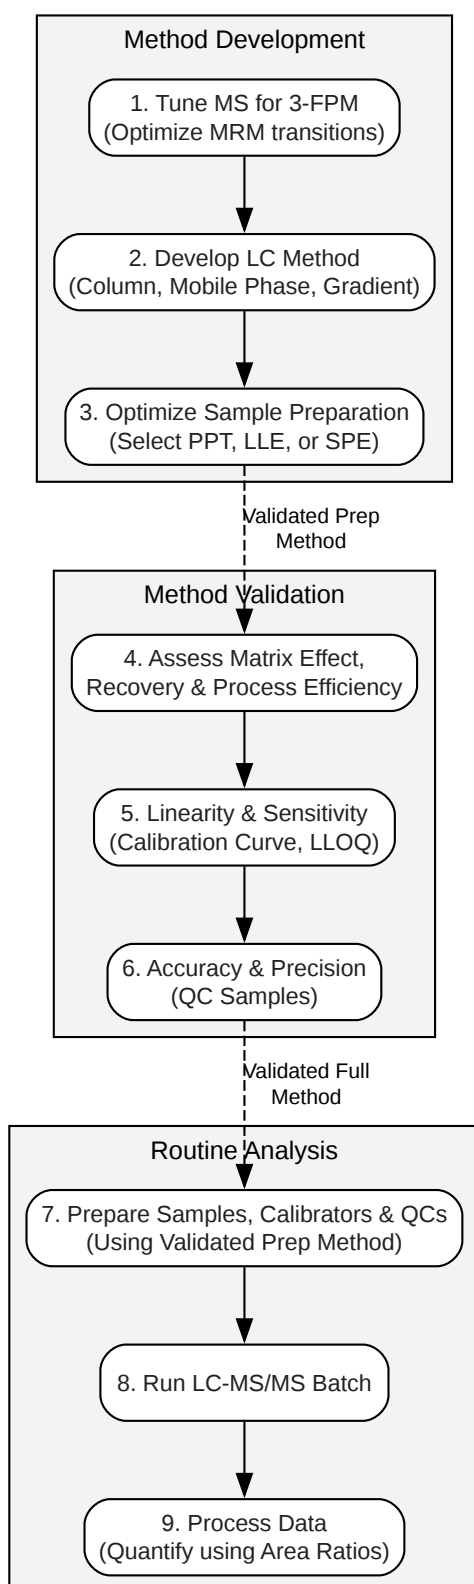 Method Development
1. Tune MS for 3-FPM
(Optimize MRM transitions)
2. Develop LC Method
(Column, Mobile Phase, Gradient)
3. Optimize Sample Preparation
(Select PPT, LLE, or SPE)
Validated Prep
Method
Method Validation
4. Assess Matrix Effect,
Recovery & Process Efficiency
5. Linearity & Sensitivity
(Calibration Curve, LLOQ)
6. Accuracy & Precision
(QC Samples)
Validated Full
Method
Routine Analysis
7. Prepare Samples, Calibrators & QCs
(Using Validated Prep Method)
8. Run LC-MS/MS Batch
9. Process Data
(Quantify using Area Ratios)